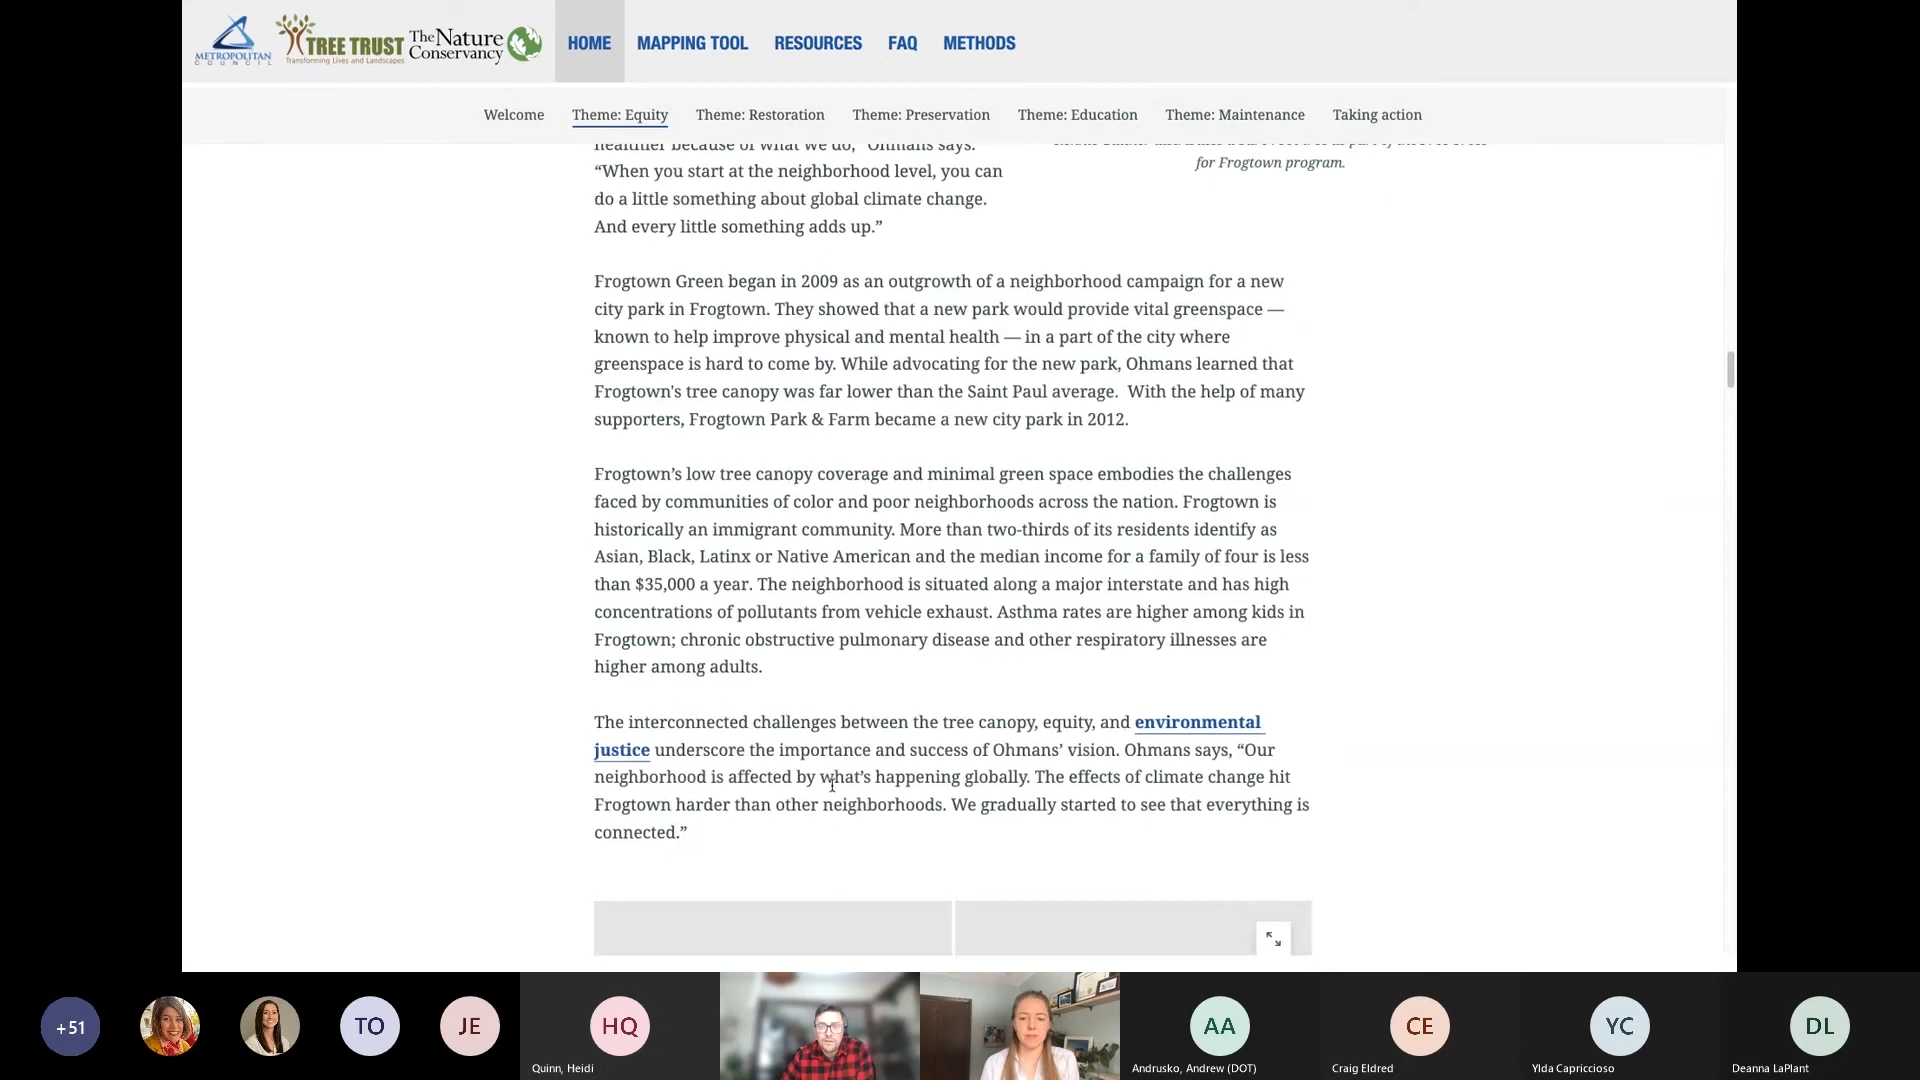 METROPOLITAN
COUNCIL
TREE TRUST
Transforming Lives and Landscapes
The Nature
Conservancy
HOME
MAPPING TOOL
RESOURCES
FAQ
METHODS
Welcome
Theme: Equity
Theme: Restoration
Theme: Preservation
Theme: Education
Theme: Maintenance
Taking action
healthier because of what we do,” Ohmans says.
“When you start at the neighborhood level, you can
do a little something about global climate change.
And every little something adds up.”
for Frogtown program.
Frogtown Green began in 2009 as an outgrowth of a neighborhood campaign for a new
city park in Frogtown. They showed that a new park would provide vital greenspace —
known to help improve physical and mental health — in a part of the city where
greenspace is hard to come by. While advocating for the new park, Ohmans learned that
Frogtown's tree canopy was far lower than the Saint Paul average.  With the help of many
supporters, Frogtown Park & Farm became a new city park in 2012.
Frogtown’s low tree canopy coverage and minimal green space embodies the challenges
faced by communities of color and poor neighborhoods across the nation. Frogtown is
historically an immigrant community. More than two-thirds of its residents identify as
Asian, Black, Latinx or Native American and the median income for a family of four is less
than $35,000 a year. The neighborhood is situated along a major interstate and has high
concentrations of pollutants from vehicle exhaust. Asthma rates are higher among kids in
Frogtown; chronic obstructive pulmonary disease and other respiratory illnesses are
higher among adults.
The interconnected challenges between the tree canopy, equity, and environmental
justice underscore the importance and success of Ohmans’ vision. Ohmans says, “Our
neighborhood is affected by what’s happening globally. The effects of climate change hit
Frogtown harder than other neighborhoods. We gradually started to see that everything is
connected.”
+51
TO
JE
HQ
Quinn, Heidi
AA
Andrusko, Andrew (DOT)
CE
Craig Eldred
YC
Ylda Capriccioso
DL
Deanna LaPlant